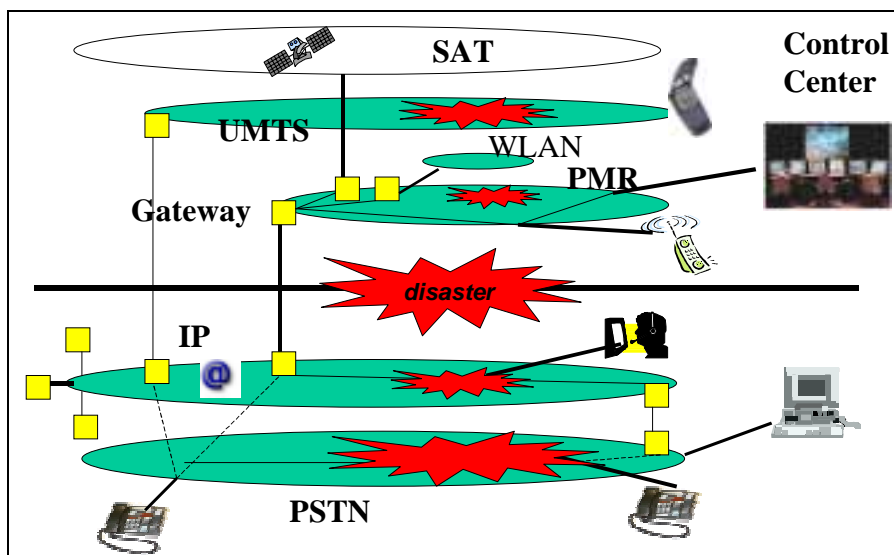 SAT
Control
Center
UMTS
WLAN
PMR
Gateway
disaster
IP
@
PSTN